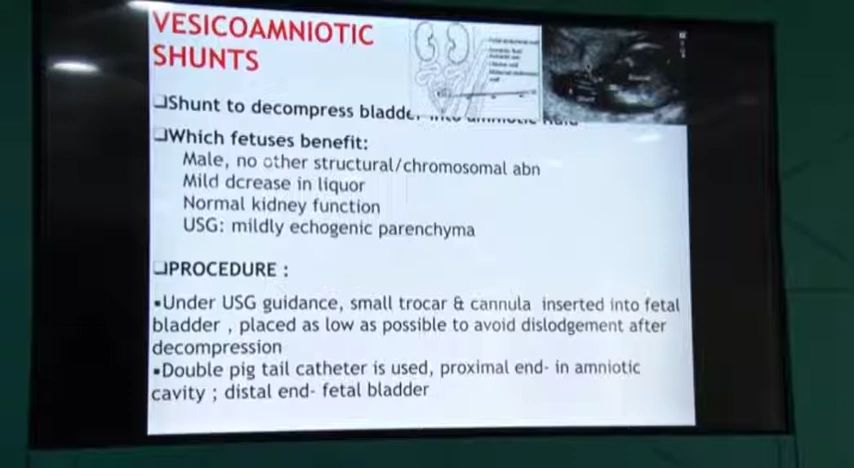 VESICOAMNIOTIC
SHUNTS
❑Shunt to decompress bladder into amniotic fluid
❑Which fetuses benefit:
Male, no other structural/chromosomal abn
Mild dcrease in liquor
Normal kidney function
USG: mildly echogenic parenchyma
❑PROCEDURE :
▪Under USG guidance, small trocar & cannula inserted into fetal
bladder , placed as low as possible to avoid dislodgement after
decompression
▪Double pig tail catheter is used, proximal end- in amniotic
cavity ; distal end- fetal bladder